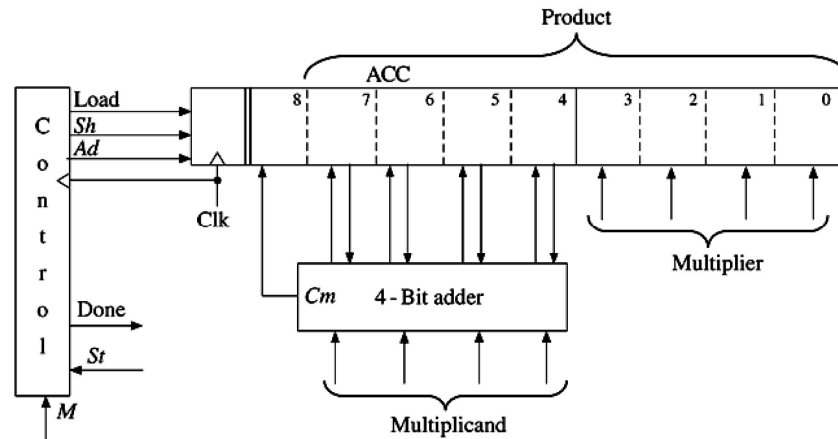 Product
ACC
8 7 6 5 4 3 2 1 0
Load
Sh
Ad
Control
Clk
Multiplier
Cm 4-Bit adder
Done
St
M
Multiplicand